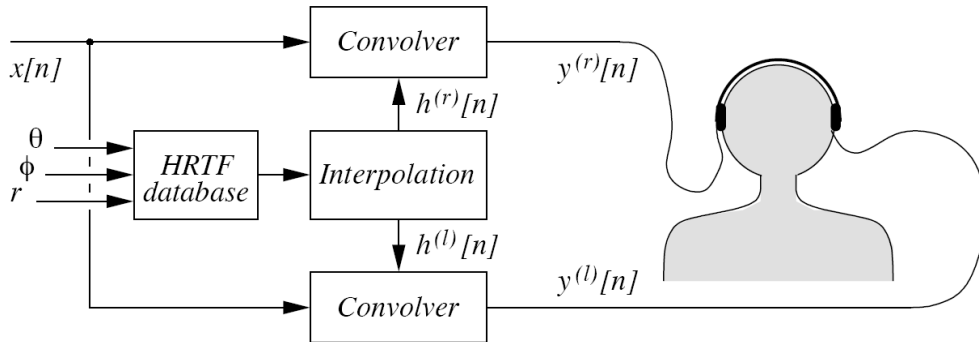 Convolver
x[n]
y^(r)[n]
h^(r)[n]
θ
ϕ
r
HRTF
database
Interpolation
h^(l)[n]
y^(l)[n]
Convolver